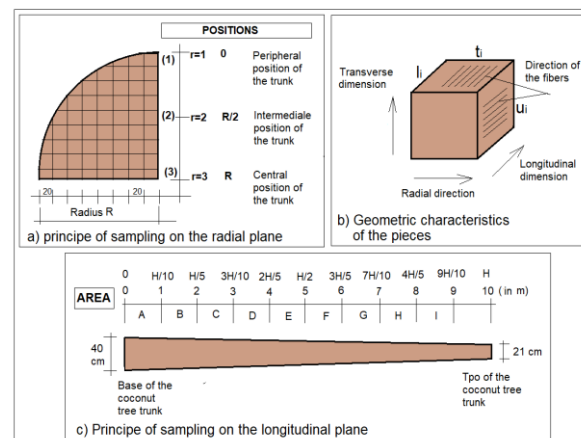 POSITIONS
(1) r=1 0 Peripheral
position of
the trunk
(2) r=2 R/2 Intermediale
position of
the trunk
(3) r=3 R Central
position of
the trunk
20 20
Radius R
a) principe of sampling on the radial plane
ti
li
Direction of
the fibers
Transverse
dimension
ui
Longitudinal
dimension
Radial direction
b) Geometric characteristics
of the pieces
0 H/10 H/5 3H/10 2H/5 H/2 3H/5 7H/10 4H/5 9H/10 H
AREA 0 1 2 3 4 5 6 7 8 9 10 (in m)
A B C D E F G H I
40
cm
21 cm
Base of the
coconut
tree trunk
Tpo of the
coconut tree
trunk
c) Principe of sampling on the longitudinal plane